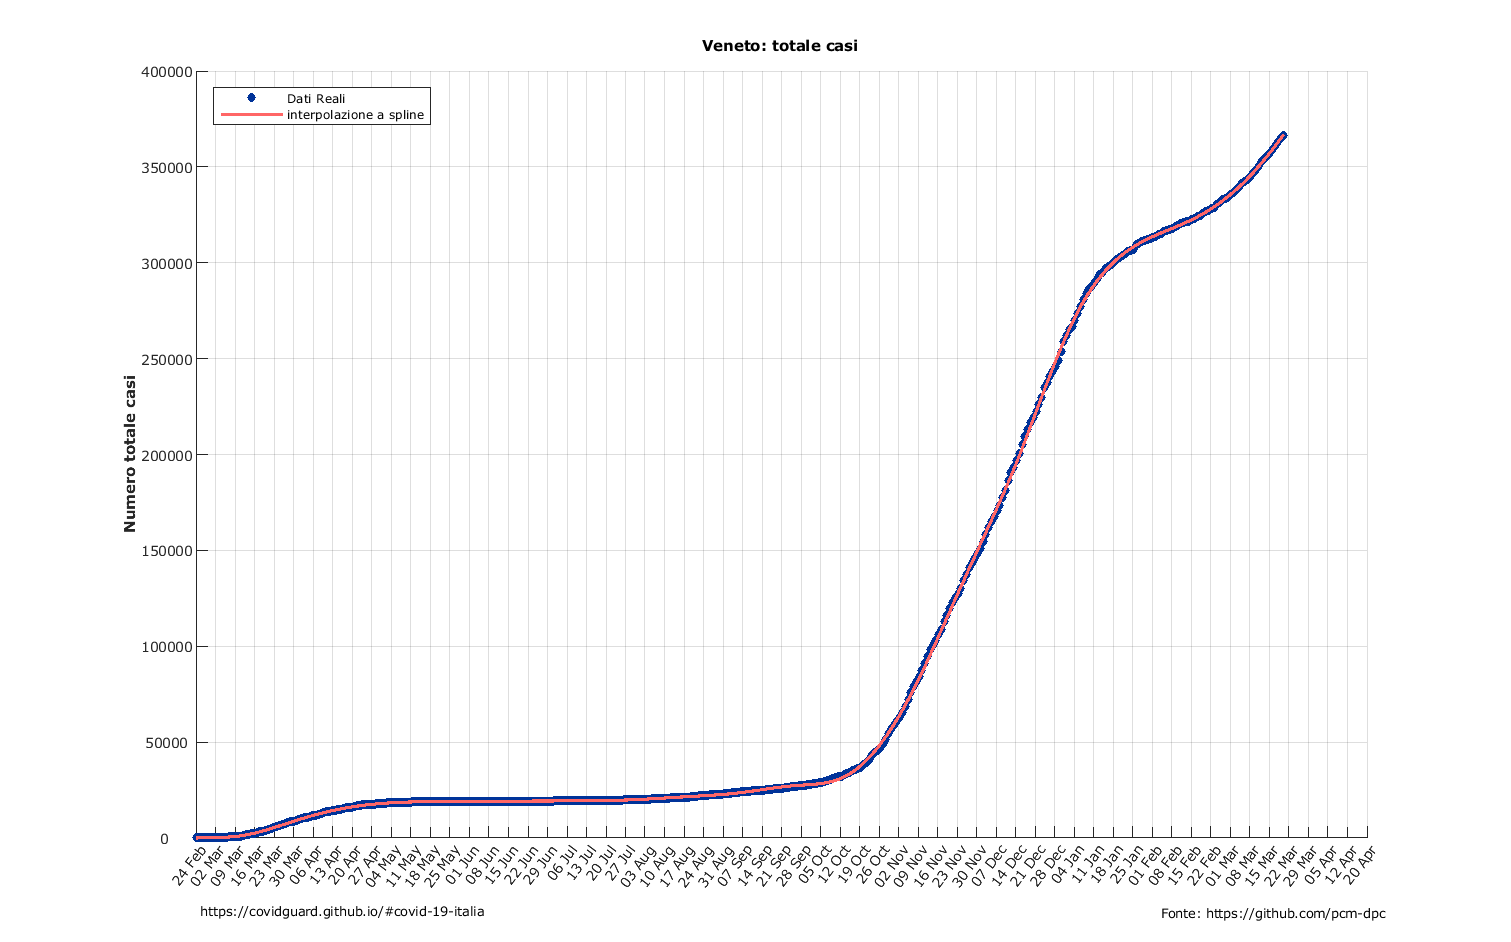 Veneto: totale casi
400000
Dati Reali
interpolazione a spline
350000
300000
250000
200000
150000
100000
50000
0
Numero totale casi
24 Feb
02 Mar
09 Mar
16 Mar
23 Mar
30 Mar
06 Apr
13 Apr
20 Apr
27 Apr
04 May
11 May
18 May
25 May
01 Jun
08 Jun
15 Jun
22 Jun
29 Jun
06 Jul
13 Jul
20 Jul
27 Jul
03 Aug
10 Aug
17 Aug
24 Aug
31 Aug
07 Sep
14 Sep
21 Sep
28 Sep
05 Oct
12 Oct
19 Oct
26 Oct
02 Nov
09 Nov
16 Nov
23 Nov
30 Nov
07 Dec
14 Dec
21 Dec
28 Dec
04 Jan
11 Jan
18 Jan
25 Jan
01 Feb
08 Feb
15 Feb
22 Feb
01 Mar
08 Mar
15 Mar
22 Mar
29 Mar
05 Apr
12 Apr
20 Apr
https://covidguard.github.io/#covid-19-italia
Fonte: https://github.com/pcm-dpc